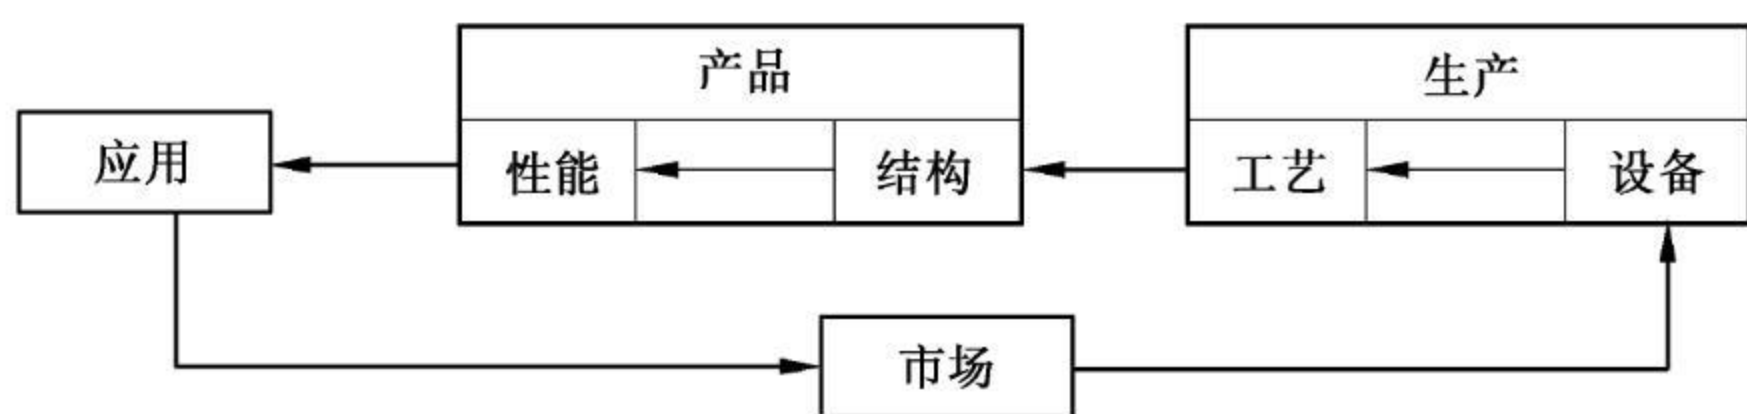 产品
生产
应用
性能
结构
工艺
设备
市场